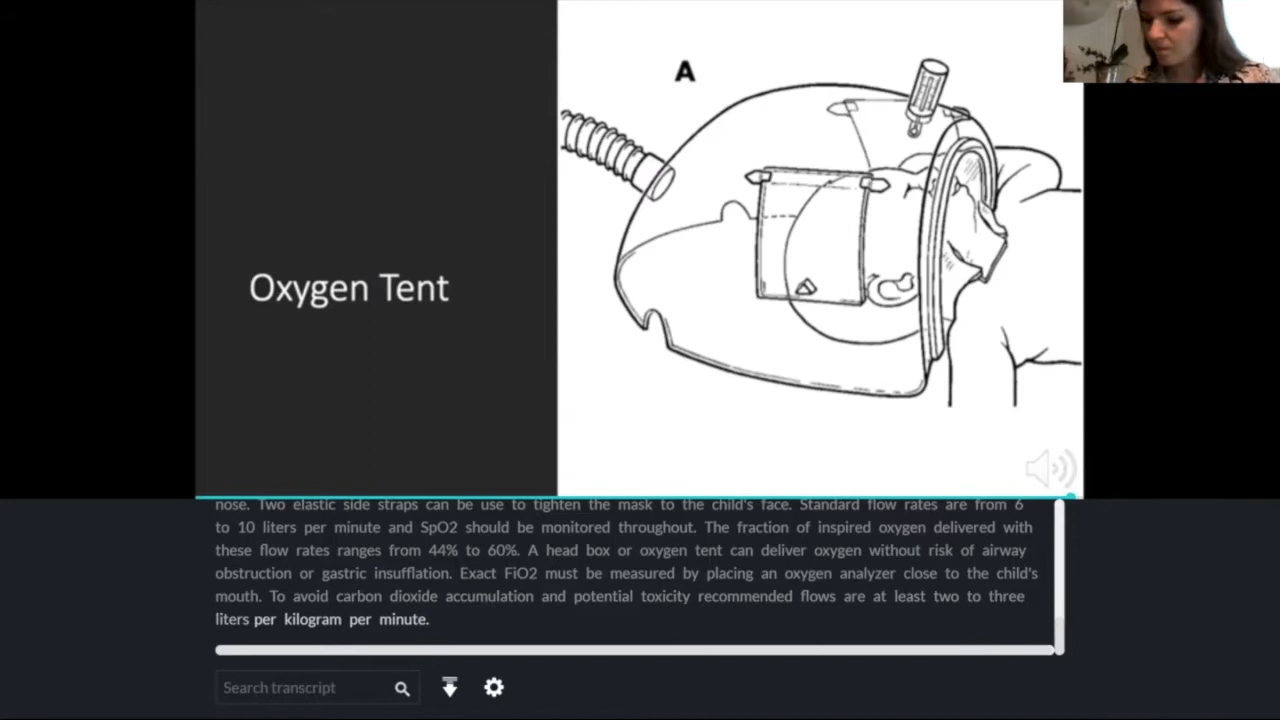 A
Oxygen Tent
nose. Two elastic side straps can be use to tighten the mask to the child's face. Standard flow rates are from 6
to 10 liters per minute and SpO2 should be monitored throughout. The fraction of inspired oxygen delivered with
these flow rates ranges from 44% to 60%. A head box or oxygen tent can deliver oxygen without risk of airway
obstruction or gastric insufflation. Exact FiO2 must be measured by placing an oxygen analyzer close to the child's
mouth. To avoid carbon dioxide accumulation and potential toxicity recommended flows are at least two to three
liters per kilogram per minute.
Search transcript